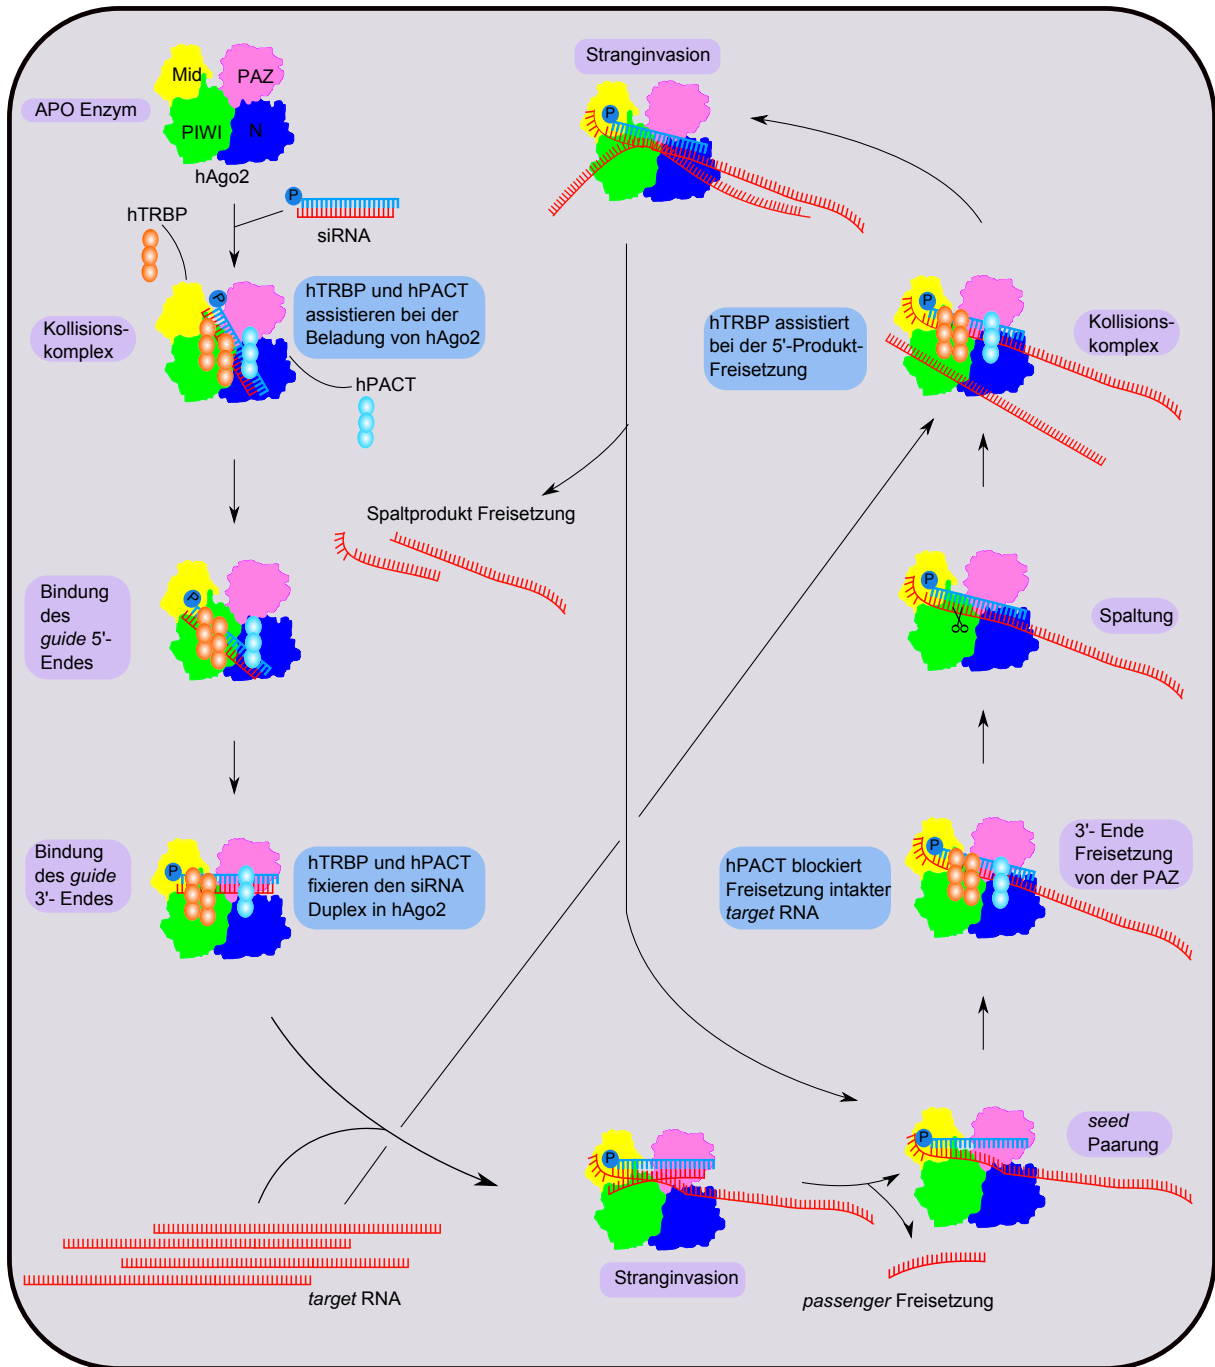 Mid
PAZ
APO Enzym
PIWI
N
hAgo2
hTRBP
P
siRNA
P
hTRBP und hPACT
assistieren bei der
Beladung von hAgo2
Kollisions-
komplex
hPACT
Bindung
des
guide 5'-
Endes
P
Bindung
des guide
3'- Endes
P
hTRBP und hPACT
fixieren den siRNA
Duplex in hAgo2
target RNA
Stranginvasion
P
Spaltprodukt Freisetzung
P
Stranginvasion
passenger Freisetzung
P
seed
Paarung
hPACT blockiert
Freisetzung intakter
target RNA
P
3'- Ende
Freisetzung
von der PAZ
P
Spaltung
hTRBP assistiert
bei der 5'-Produkt-
Freisetzung
P
Kollisions-
komplex